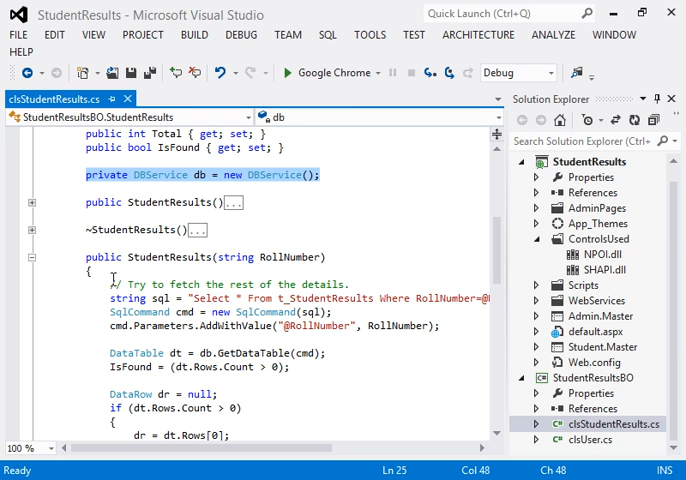 StudentResults - Microsoft Visual Studio
Quick Launch (Ctrl+Q)
FILE EDIT VIEW PROJECT BUILD DEBUG TEAM SQL TOOLS TEST ARCHITECTURE ANALYZE WINDOW
HELP
Google Chrome Debug
clsStudentResults.cs
StudentResultsBO.StudentResults db
public int Total { get; set; }
public bool IsFound { get; set; }
private DBService db = new DBService();
public StudentResults()...
~StudentResults()...
public StudentResults(string RollNumber)
{
// Try to fetch the rest of the details.
string sql = "Select * From t_StudentResults Where RollNumber=@
SqlCommand cmd = new SqlCommand(sql);
cmd.Parameters.AddWithValue("@RollNumber", RollNumber);
DataTable dt = db.GetDataTable(cmd);
IsFound = (dt.Rows.Count > 0);
DataRow dr = null;
if (dt.Rows.Count > 0)
{
dr = dt.Rows[0];
100 %
Solution Explorer
Search Solution Explorer (Ctrl+;)
StudentResults
Properties
References
AdminPages
App_Themes
ControlsUsed
NPOI.dll
SHAPI.dll
Scripts
WebServices
Admin.Master
default.aspx
Student.Master
Web.config
StudentResultsBO
Properties
References
clsStudentResults.cs
clsUser.cs
Ready Ln 25 Col 48 Ch 48 INS